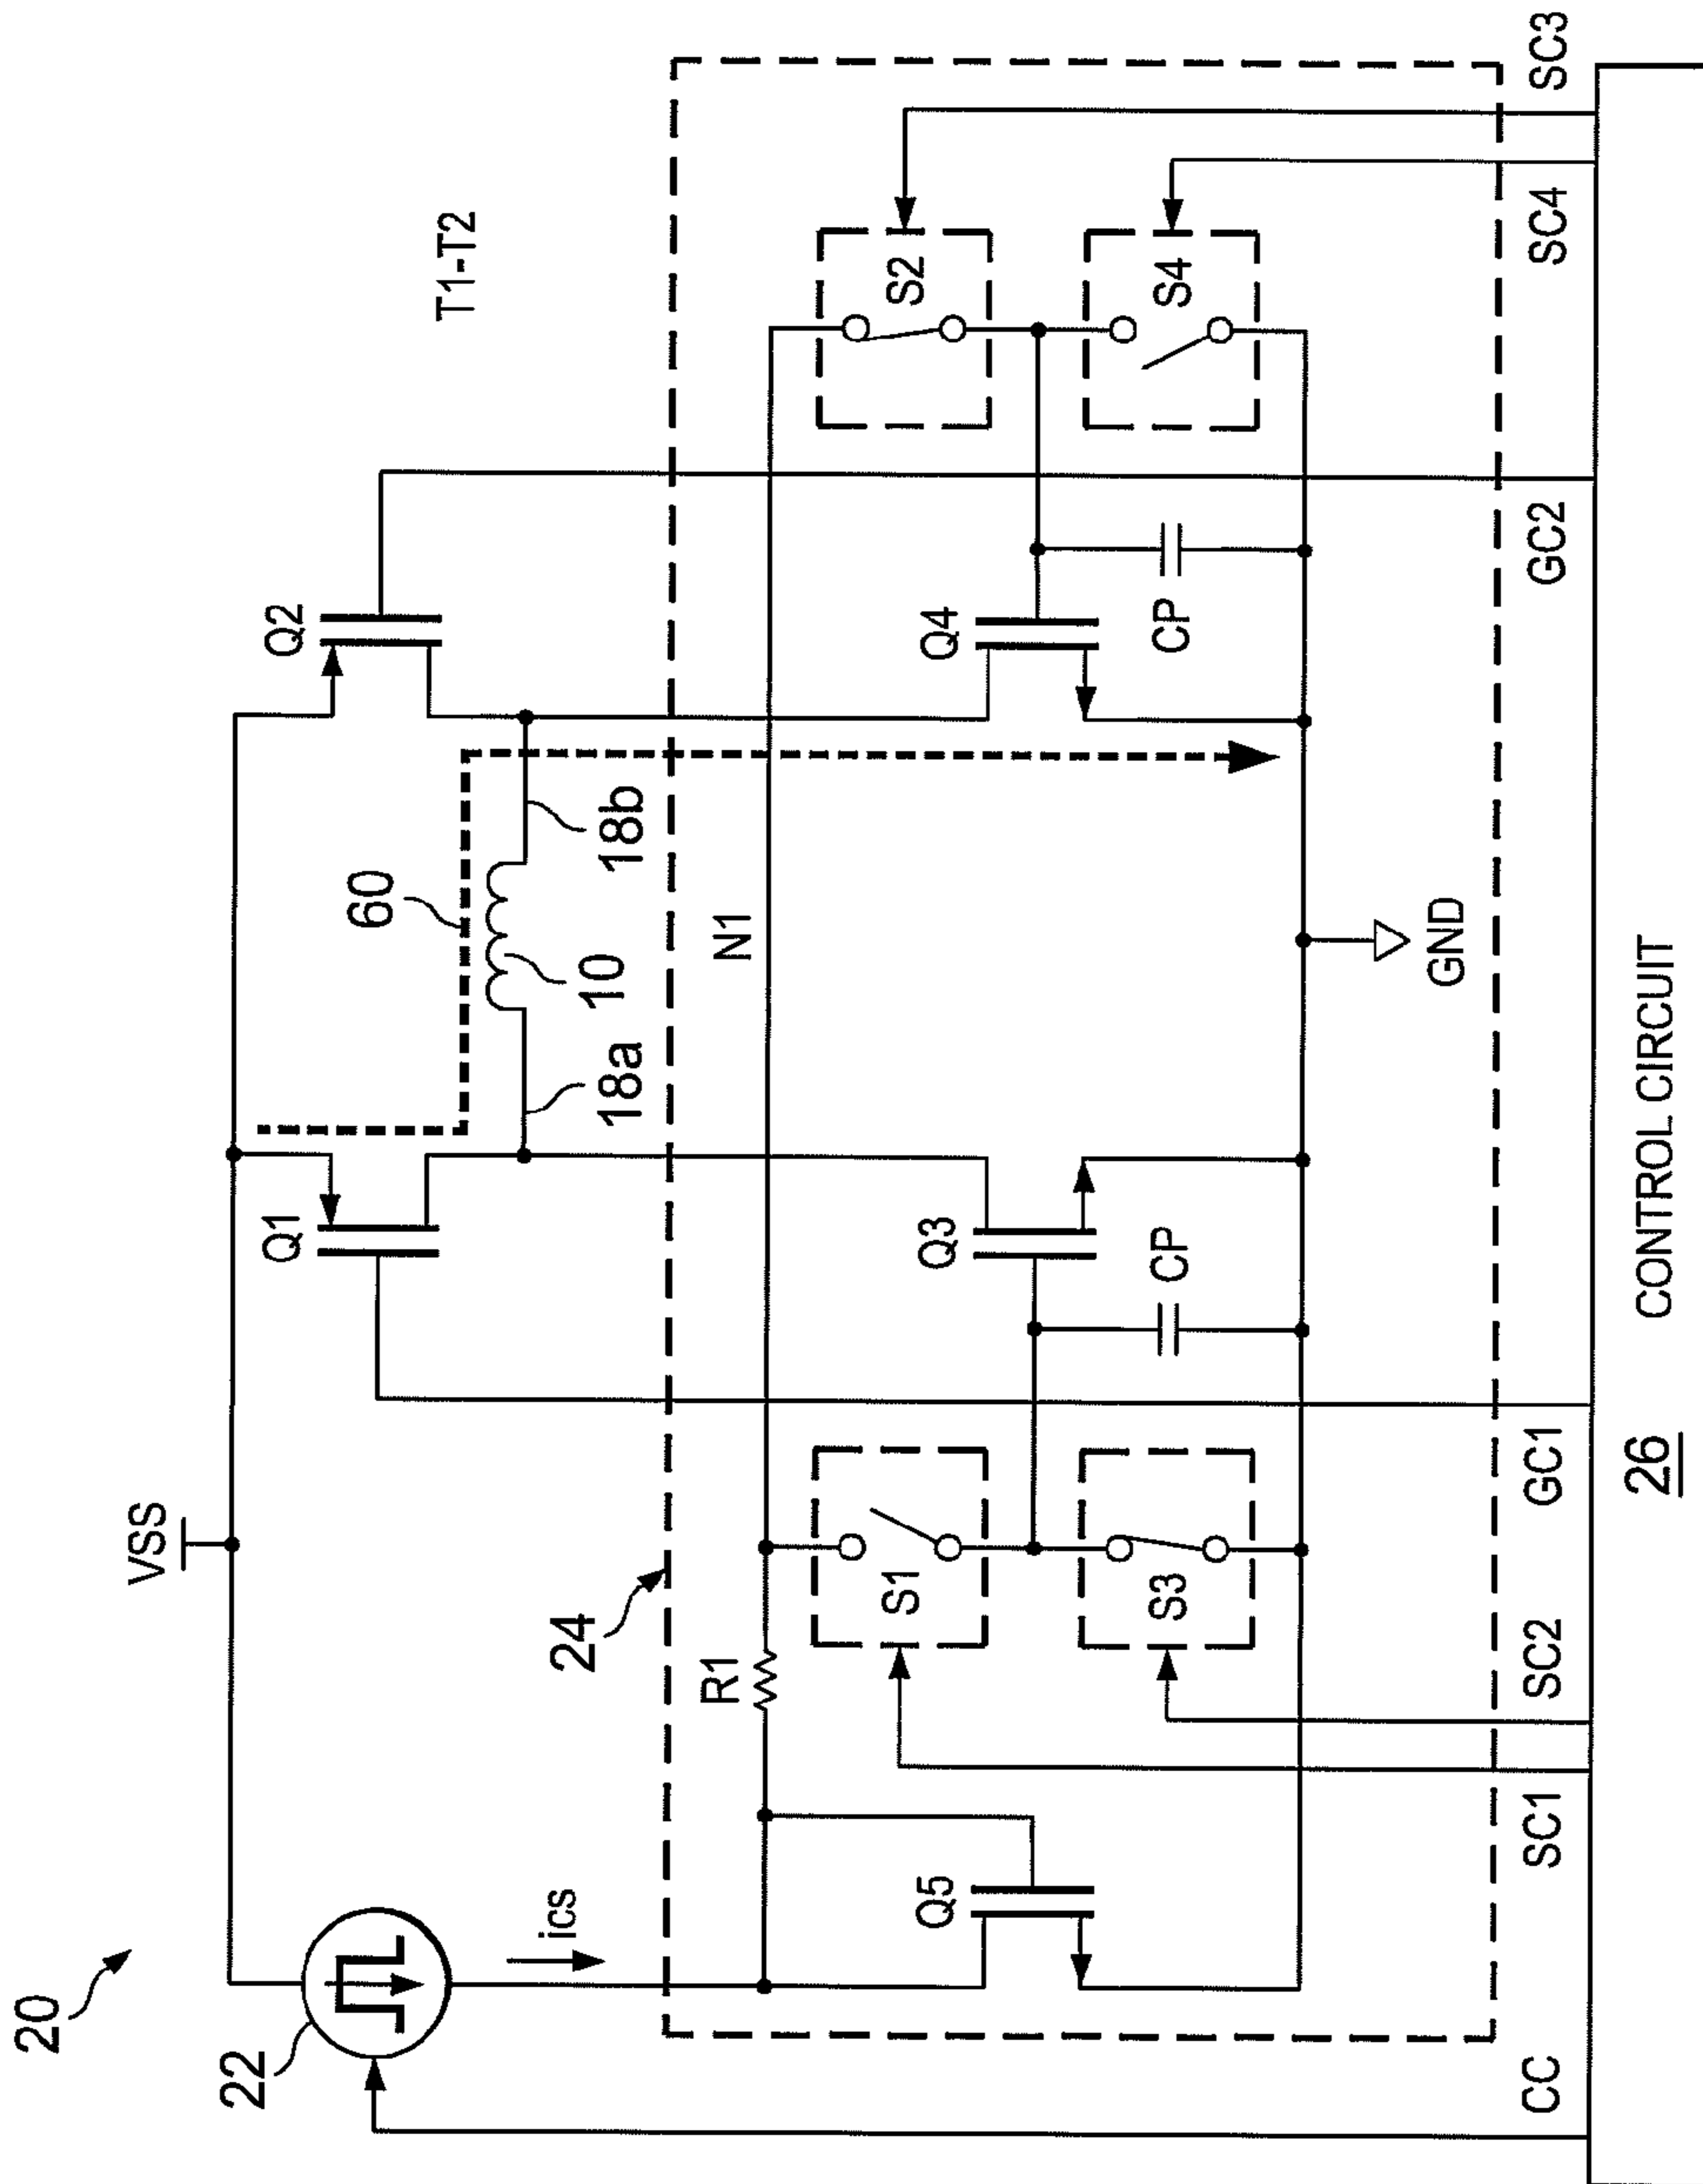 20
VSS
22
ics
Q1
Q2
60
T1-T2
10
18a
18b
24
R1
N1
S1
S2
Q5
Q3
Q4
S3
S4
CP
CP
GND
CC
SC1
SC2
GC1
GC2
SC4
SC3
26
CONTROL CIRCUIT